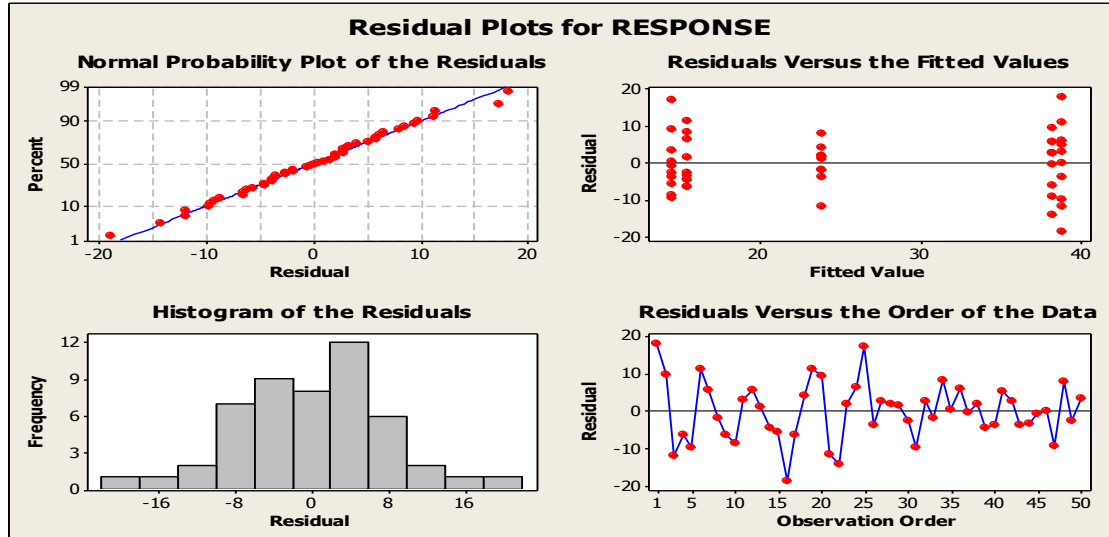 Residual Plots for RESPONSE
Normal Probability Plot of the Residuals
Percent
99
90
50
10
1
-20 -10 0 10 20
Residual
Residuals Versus the Fitted Values
Residual
20
10
0
-10
-20
20 30 40
Fitted Value
Histogram of the Residuals
Frequency
12
9
6
3
0
-16 -8 0 8 16
Residual
Residuals Versus the Order of the Data
Residual
20
10
0
-10
-20
1 5 10 15 20 25 30 35 40 45 50
Observation Order